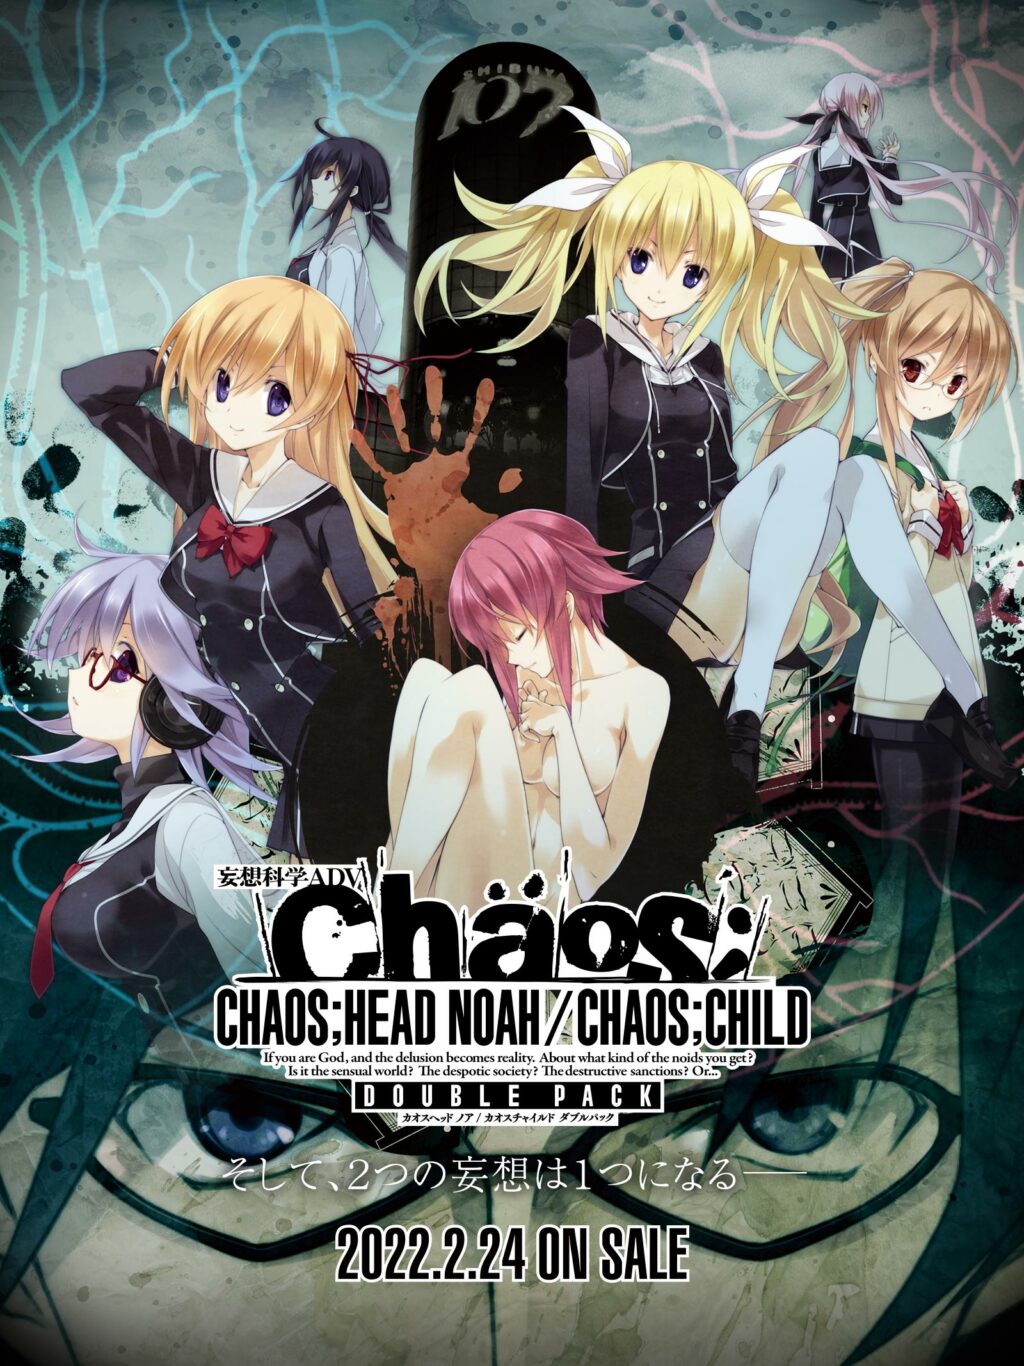 SHIBUYA
107
妄想科学ADV
Chäos;
CHAOS;HEAD NOAH / CHAOS;CHILD
If you are God, and the delusion becomes reality. About what kind of the noids you get?
Is it the sensual world? The despotic society? The destructive sanctions? Or...
DOUBLE PACK
カオスヘッド ノア / カオスチャイルド ダブルパック
そして、2つの妄想は1つになる――
2022.2.24 ON SALE